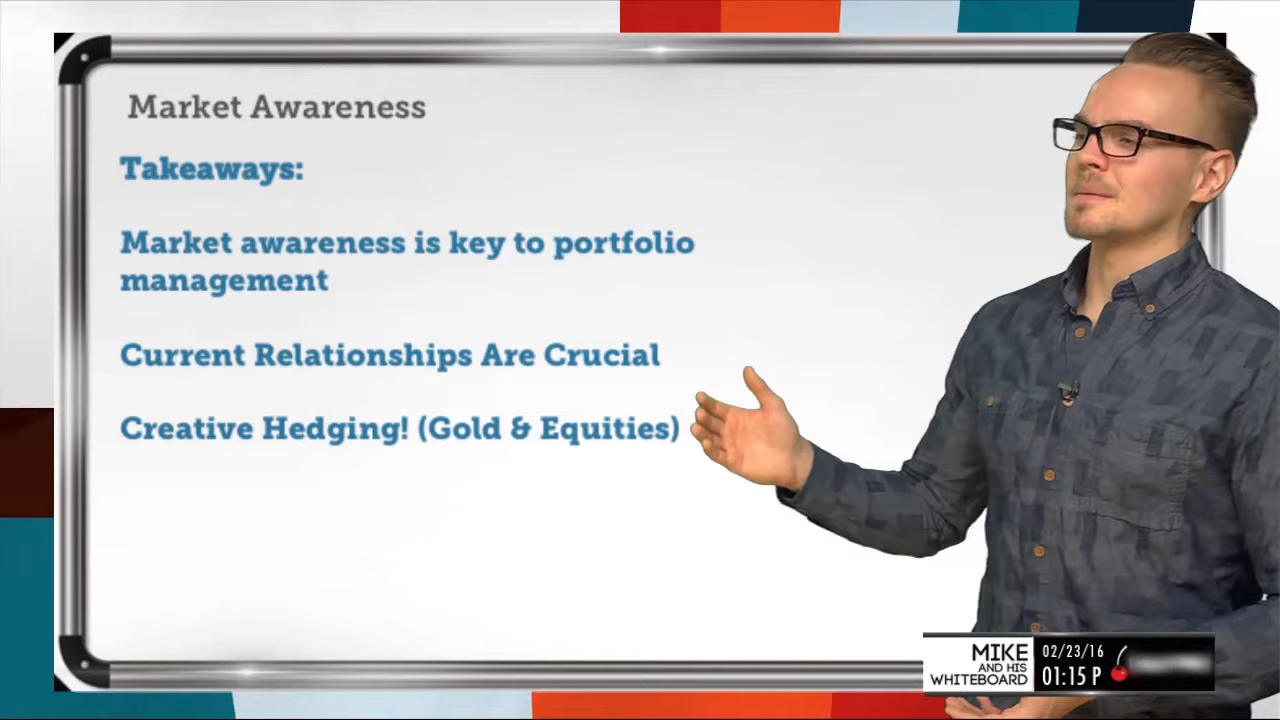 Market Awareness
Takeaways:
Market awareness is key to portfolio
management
Current Relationships Are Crucial
Creative Hedging! (Gold & Equities)
MIKE
AND HIS
WHITEBOARD
02/23/16
01:15 P